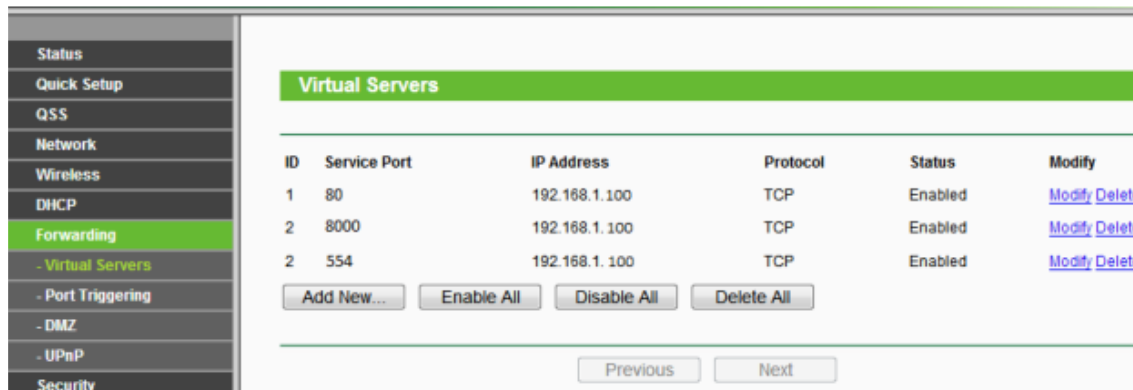 Status
Quick Setup
QSS
Network
Wireless
DHCP
Forwarding
- Virtual Servers
- Port Triggering
- DMZ
- UPnP
Security
Virtual Servers
ID Service Port IP Address Protocol Status Modify
1 80 192.168.1.100 TCP Enabled Modify Delet
2 8000 192.168.1.100 TCP Enabled Modify Delet
2 554 192.168.1.100 TCP Enabled Modify Delet
Add New... Enable All Disable All Delete All
Previous Next